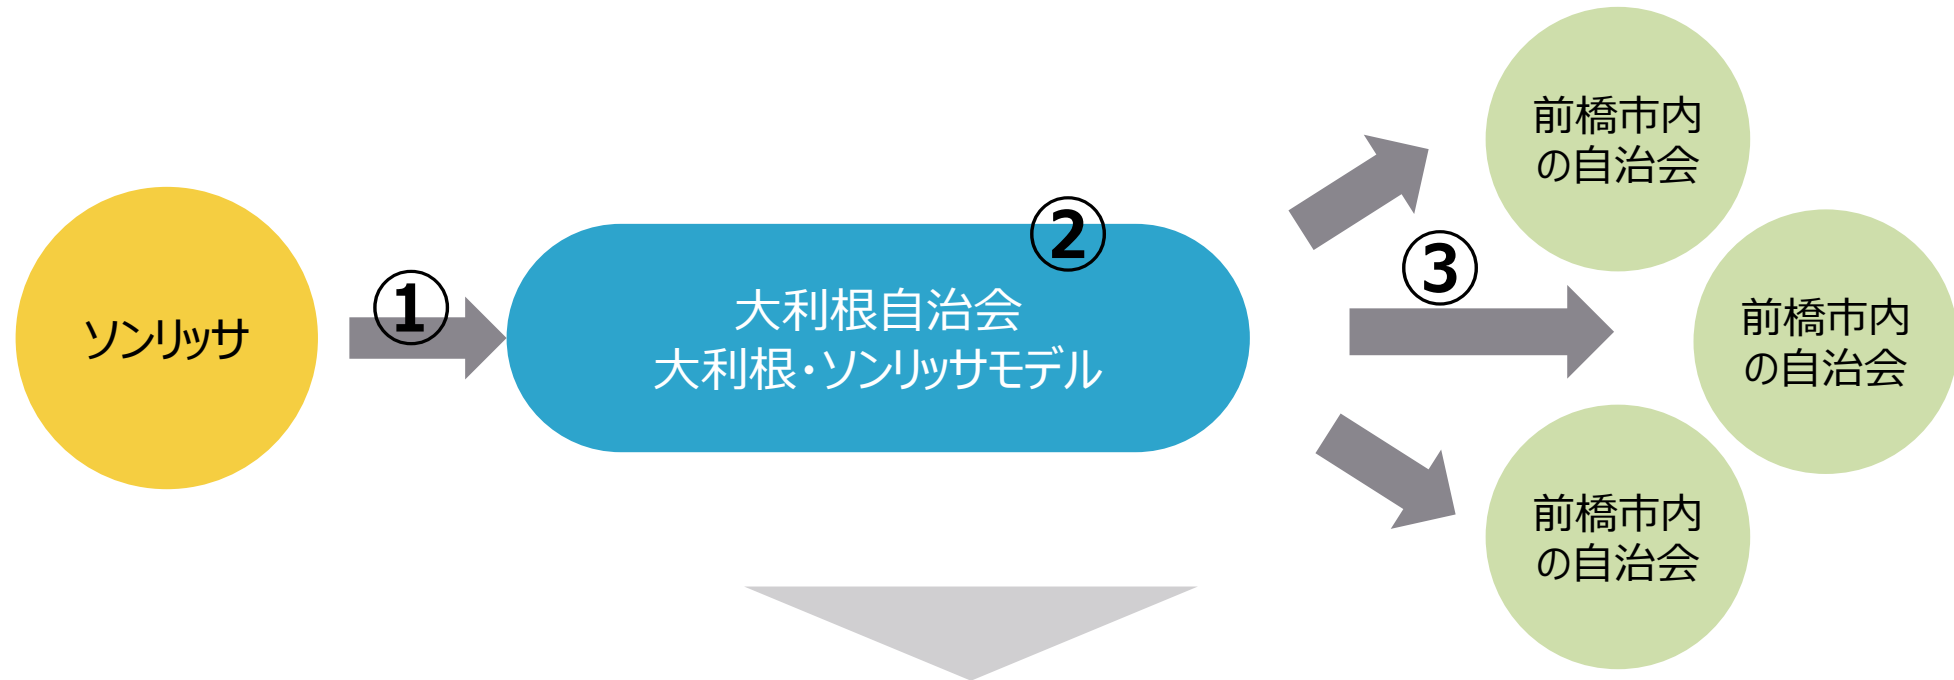 ソンリッサ
①
②
大利根自治会
大利根・ソンリッサモデル
③
前橋市内
の自治会
前橋市内
の自治会
前橋市内
の自治会